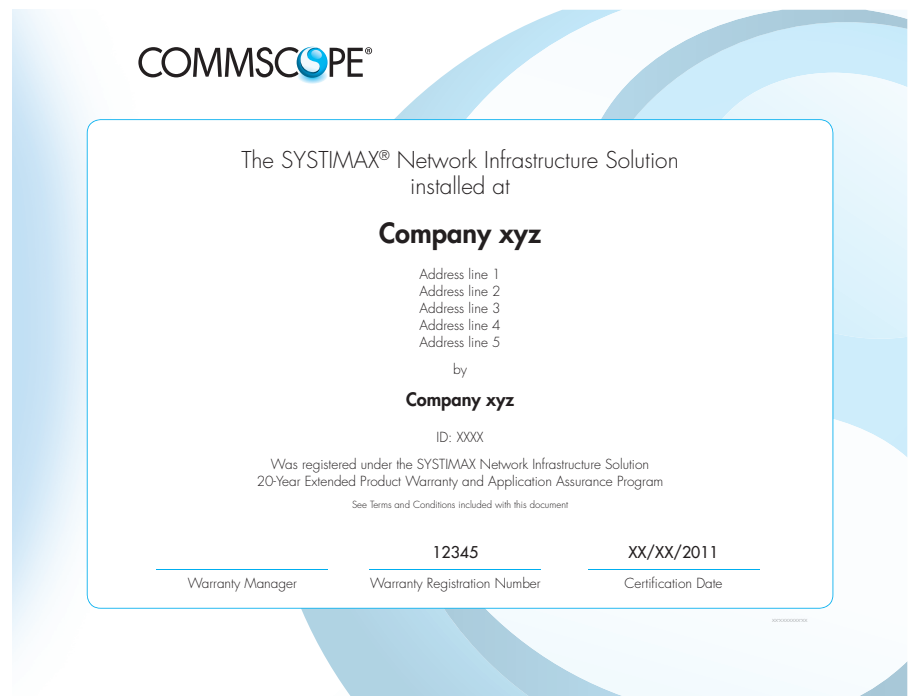 COMMSCOPE®
The SYSTIMAX® Network Infrastructure Solution
installed at
Company xyz
Address line 1
Address line 2
Address line 3
Address line 4
Address line 5
by
Company xyz
ID: XXXX
Was registered under the SYSTIMAX Network Infrastructure Solution
20-Year Extended Product Warranty and Application Assurance Program
See Terms and Conditions included with this document
12345 XX/XX/2011
Warranty Manager Warranty Registration Number Certification Date